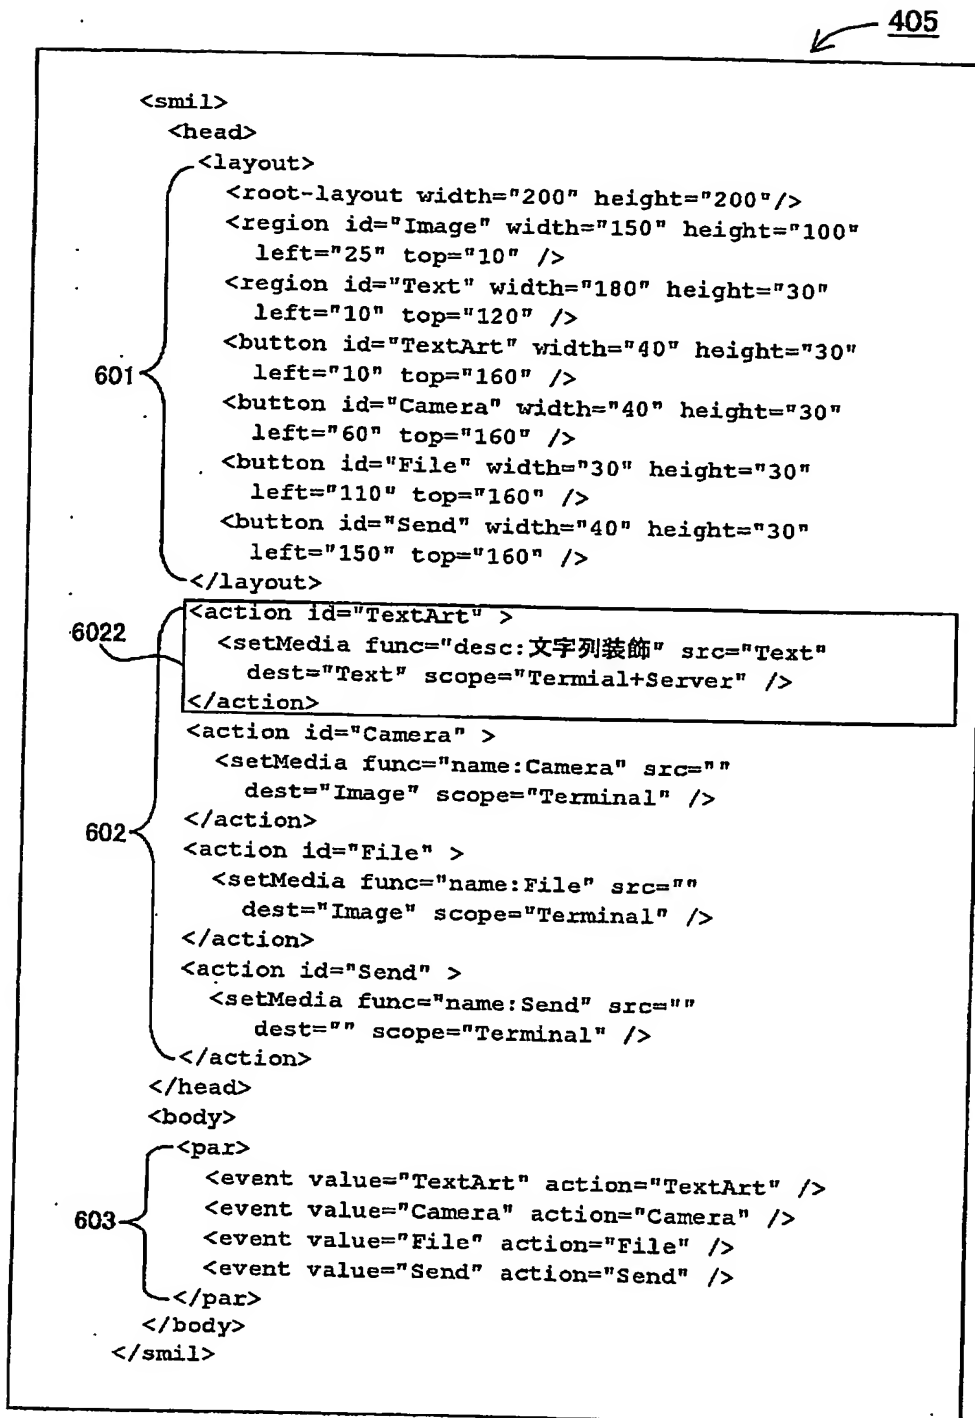 405
<smil>
<head>
<layout>
<root-layout width="200" height="200"/>
<region id="Image" width="150" height="100"
left="25" top="10" />
<region id="Text" width="180" height="30"
left="10" top="120" />
<button id="TextArt" width="40" height="30"
left="10" top="160" />
601
<button id="Camera" width="40" height="30"
left="60" top="160" />
<button id="File" width="30" height="30"
left="110" top="160" />
<button id="Send" width="40" height="30"
left="150" top="160" />
</layout>
<action id="TextArt" >
6022
<setMedia func="desc:文字列装飾" src="Text"
dest="Text" scope="Termial+Server" />
</action>
<action id="Camera" >
<setMedia func="name:Camera" src=""
dest="Image" scope="Terminal" />
</action>
602
<action id="File" >
<setMedia func="name:File" src=""
dest="Image" scope="Terminal" />
</action>
<action id="Send" >
<setMedia func="name:Send" src=""
dest="" scope="Terminal" />
</action>
</head>
<body>
<par>
<event value="TextArt" action="TextArt" />
<event value="Camera" action="Camera" />
603
<event value="File" action="File" />
<event value="Send" action="Send" />
</par>
</body>
</smil>